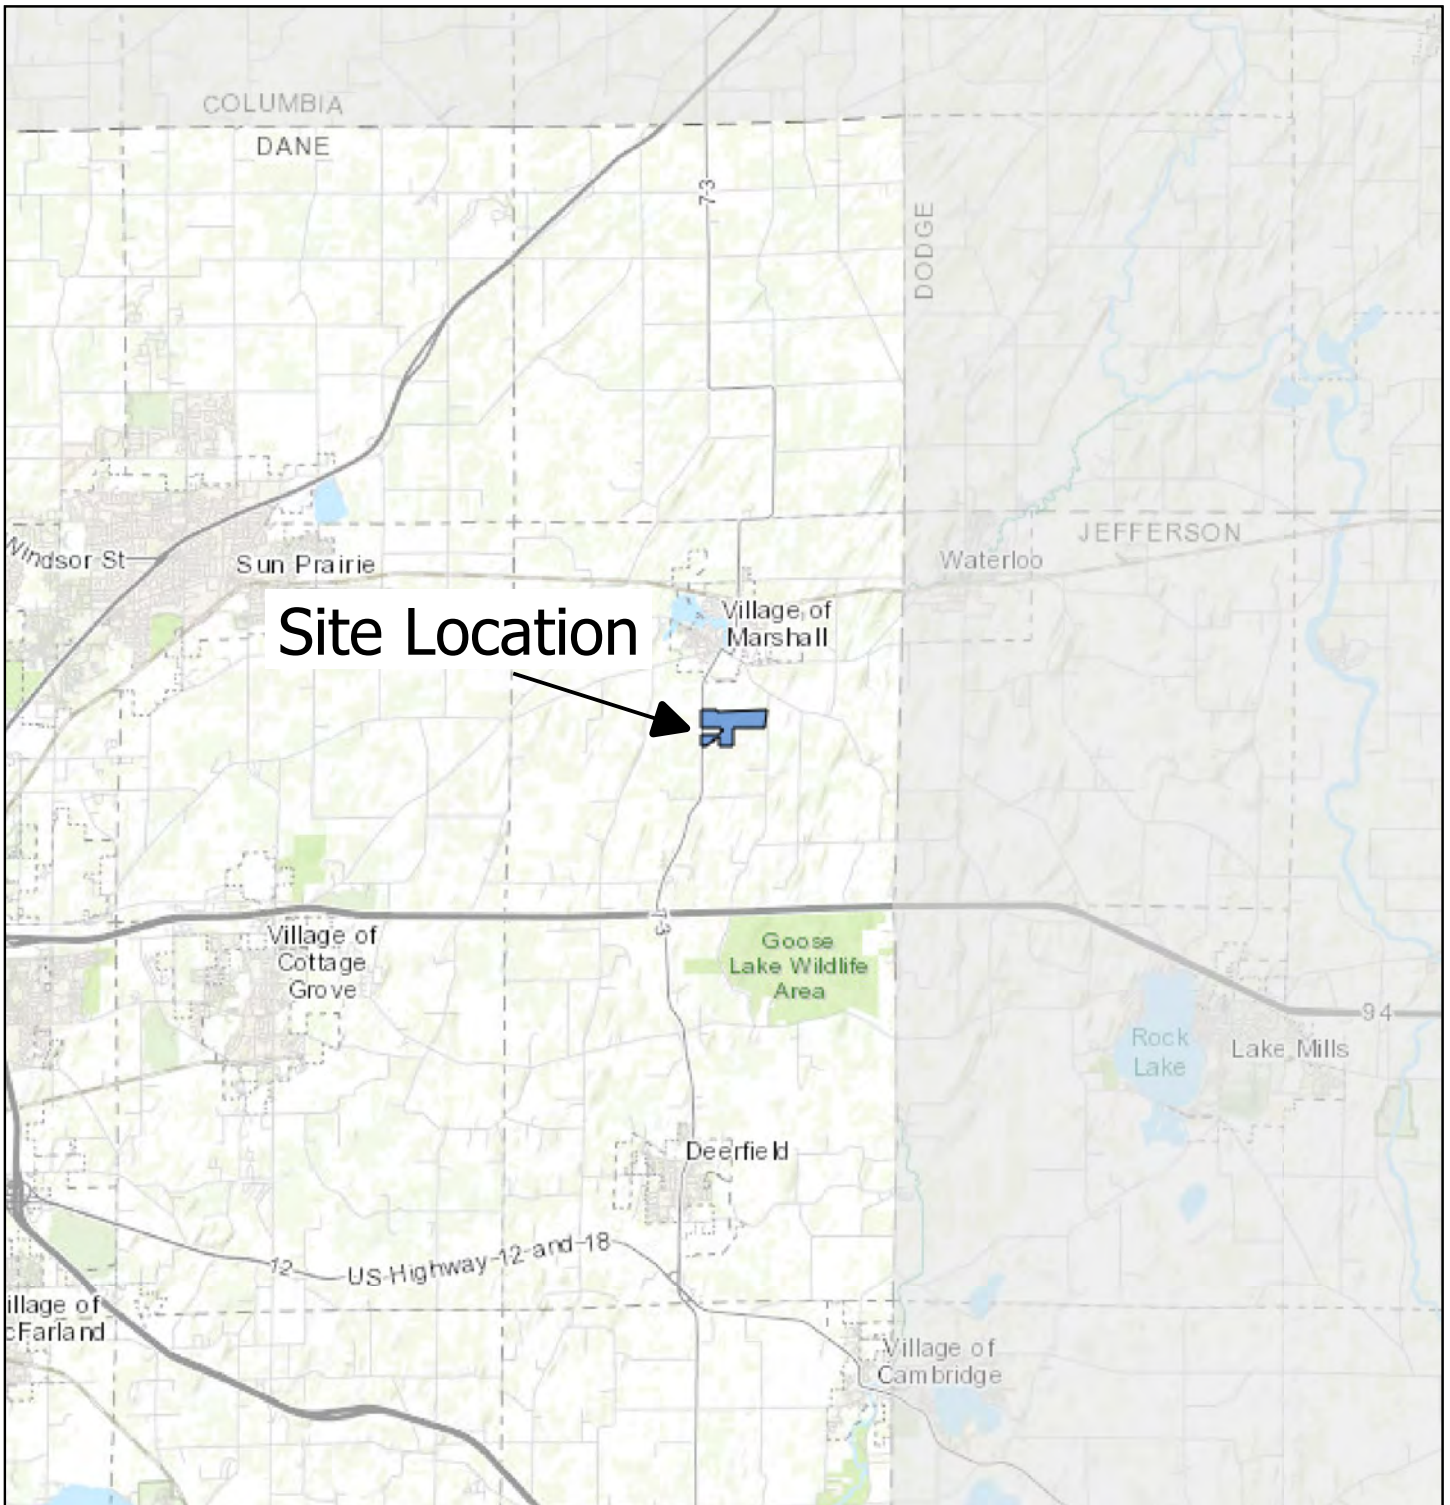 COLUMBIA
DANE
73
DODGE
Windsor St
Sun Prairie
JEFFERSON
Waterloo
Site Location
Village of
Marshall
73
Village of
Cottage
Grove
Goose
Lake Wildlife
Area
94
Rock
Lake
Lake Mills
Deerfield
12
US Highway 12 and 18
illage of
cFarland
Village of
Cambridge